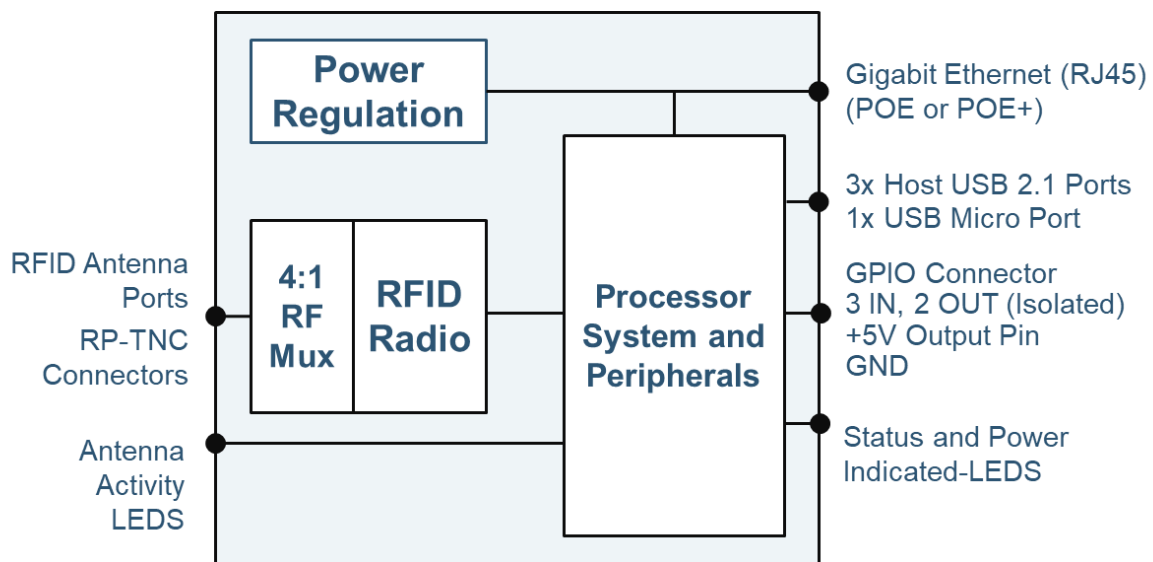 Power
Regulation
Gigabit Ethernet (RJ45)
(POE or POE+)
3x Host USB 2.1 Ports
1x USB Micro Port
RFID Antenna
Ports
RP-TNC
Connectors
4:1
RF
Mux
RFID
Radio
Processor
System and
Peripherals
GPIO Connector
3 IN, 2 OUT (Isolated)
+5V Output Pin
GND
Antenna
Activity
LEDS
Status and Power
Indicated-LEDS